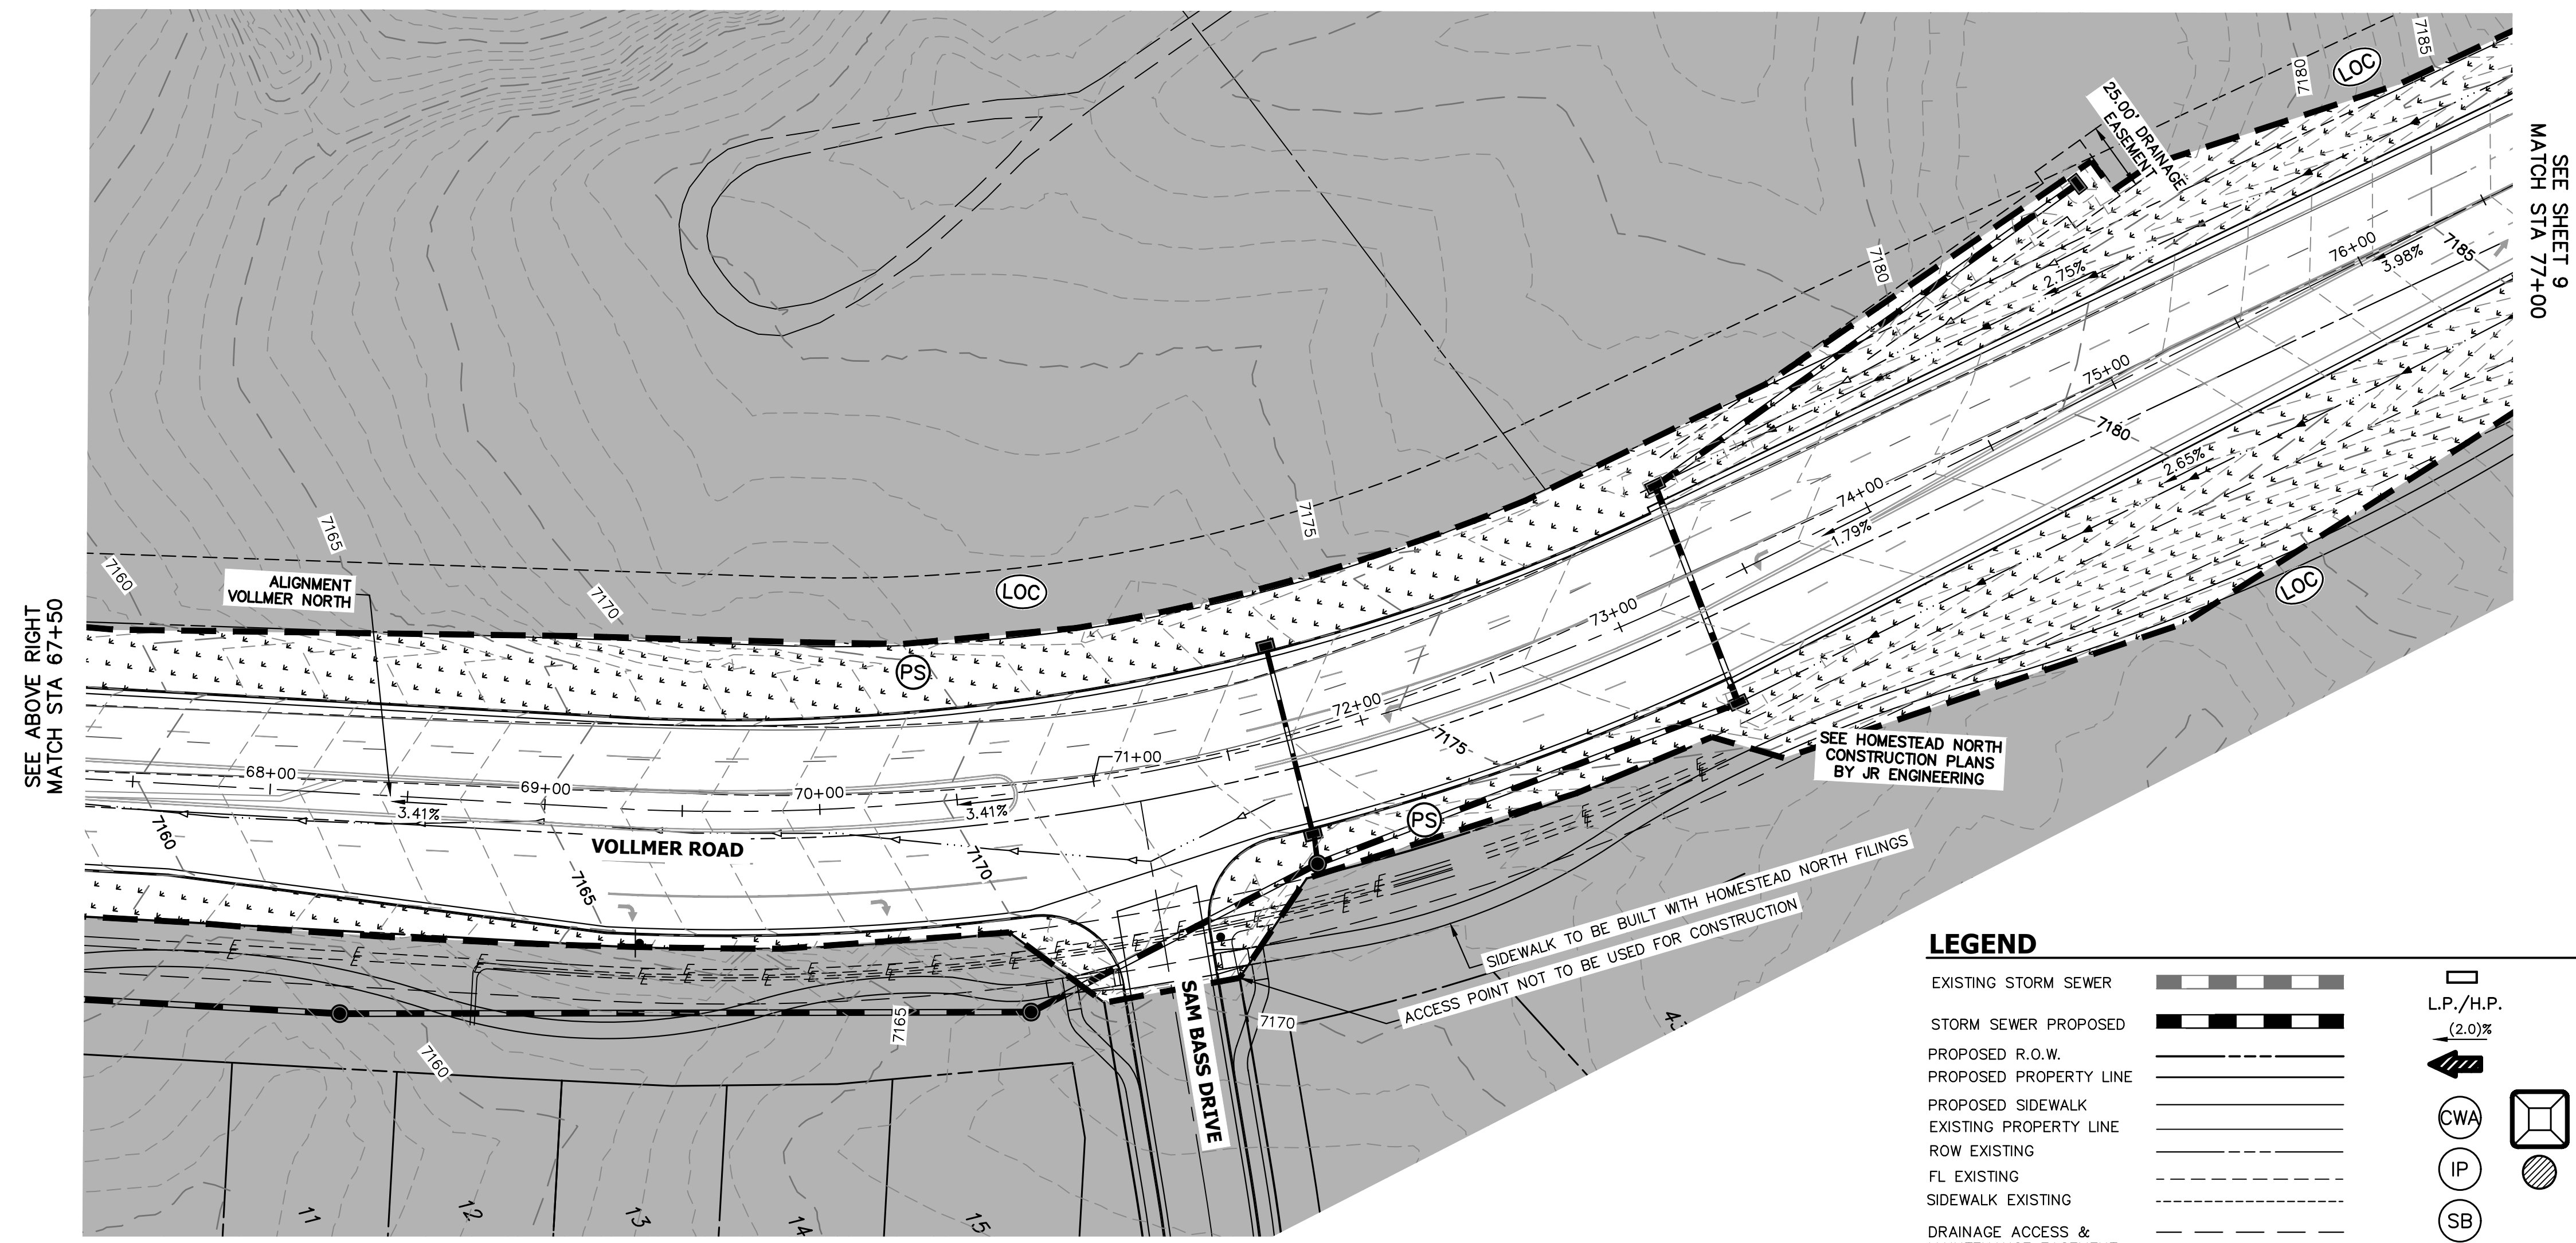 7185
LOC
7180
25.00' DRAINAGE
EASEMENT
SEE SHEET 9
MATCH STA 77+00
7180
76+00
3.98%
7185
2.75%
75+00
7180
2.65%
74+00
1.79%
7165
7175
7160
7170
ALIGNMENT
VOLLMER NORTH
LOC
LOC
SEE ABOVE RIGHT
MATCH STA 67+50
PS
73+00
72+00
7175
71+00
SEE HOMESTEAD NORTH
CONSTRUCTION PLANS
BY JR ENGINEERING
68+00
69+00
70+00
3.41%
3.41%
7160
VOLLMER ROAD
7165
7170
PS
E E E E E E E E E E E E E E E E E E
SIDEWALK TO BE BUILT WITH HOMESTEAD NORTH FILINGS
ACCESS POINT NOT TO BE USED FOR CONSTRUCTION
SAM BASS DRIVE
7165
7170
7160
11
12
13
14
15
LEGEND
EXISTING STORM SEWER
STORM SEWER PROPOSED
PROPOSED R.O.W.
PROPOSED PROPERTY LINE
PROPOSED SIDEWALK
EXISTING PROPERTY LINE
ROW EXISTING
FL EXISTING
SIDEWALK EXISTING
DRAINAGE ACCESS &
L.P./H.P.
(2.0)%
CWA
IP
SB